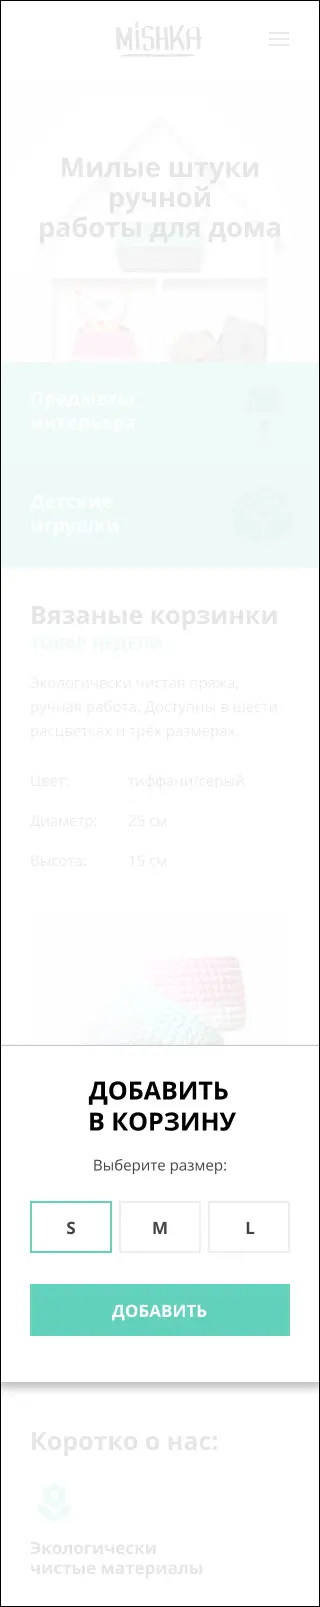 MiSHKA
Милые штуки
ручной
работы для дома
Предметы
интерьера
Детские
игрушки
Вязаные корзинки
ТОВАР НЕДЕЛИ
Экологически чистая пряжа,
ручная работа. Доступны в шести
расцветках и трёх размерах.
Цвет: тиффани/серый
Диаметр: 25 см
Высота: 15 см
ДОБАВИТЬ
В КОРЗИНУ
Выберите размер:
S M L
ДОБАВИТЬ
Коротко о нас:
Экологически
чистые материалы